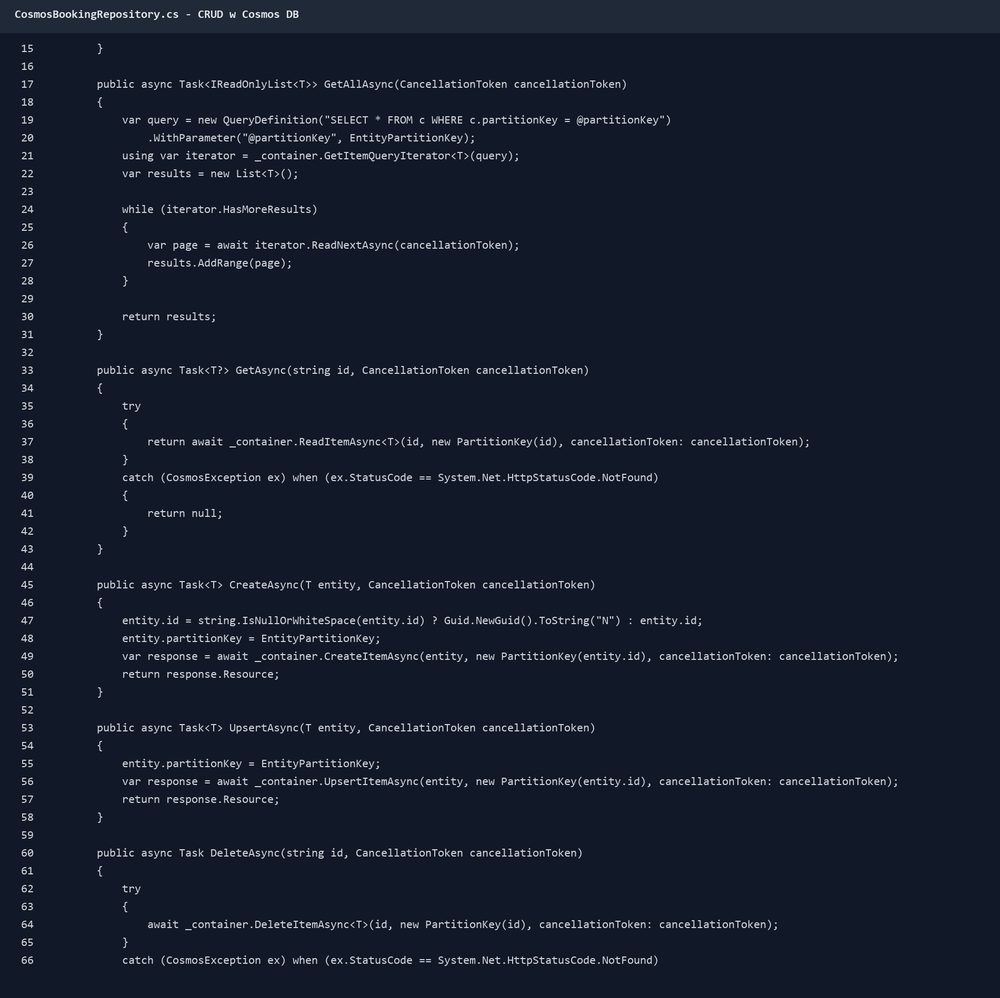 CosmosBookingRepository.cs - CRUD w Cosmos DB
15          }
16
17          public async Task<IReadOnlyList<T>> GetAllAsync(CancellationToken cancellationToken)
18          {
19              var query = new QueryDefinition("SELECT * FROM c WHERE c.partitionKey = @partitionKey")
20                  .WithParameter("@partitionKey", EntityPartitionKey);
21              using var iterator = _container.GetItemQueryIterator<T>(query);
22              var results = new List<T>();
23
24              while (iterator.HasMoreResults)
25              {
26                  var page = await iterator.ReadNextAsync(cancellationToken);
27                  results.AddRange(page);
28              }
29
30              return results;
31          }
32
33          public async Task<T?> GetAsync(string id, CancellationToken cancellationToken)
34          {
35              try
36              {
37                  return await _container.ReadItemAsync<T>(id, new PartitionKey(id), cancellationToken: cancellationToken);
38              }
39              catch (CosmosException ex) when (ex.StatusCode == System.Net.HttpStatusCode.NotFound)
40              {
41                  return null;
42              }
43          }
44
45          public async Task<T> CreateAsync(T entity, CancellationToken cancellationToken)
46          {
47              entity.id = string.IsNullOrWhiteSpace(entity.id) ? Guid.NewGuid().ToString("N") : entity.id;
48              entity.partitionKey = EntityPartitionKey;
49              var response = await _container.CreateItemAsync(entity, new PartitionKey(entity.id), cancellationToken: cancellationToken);
50              return response.Resource;
51          }
52
53          public async Task<T> UpsertAsync(T entity, CancellationToken cancellationToken)
54          {
55              entity.partitionKey = EntityPartitionKey;
56              var response = await _container.UpsertItemAsync(entity, new PartitionKey(entity.id), cancellationToken: cancellationToken);
57              return response.Resource;
58          }
59
60          public async Task DeleteAsync(string id, CancellationToken cancellationToken)
61          {
62              try
63              {
64                  await _container.DeleteItemAsync<T>(id, new PartitionKey(id), cancellationToken: cancellationToken);
65              }
66              catch (CosmosException ex) when (ex.StatusCode == System.Net.HttpStatusCode.NotFound)